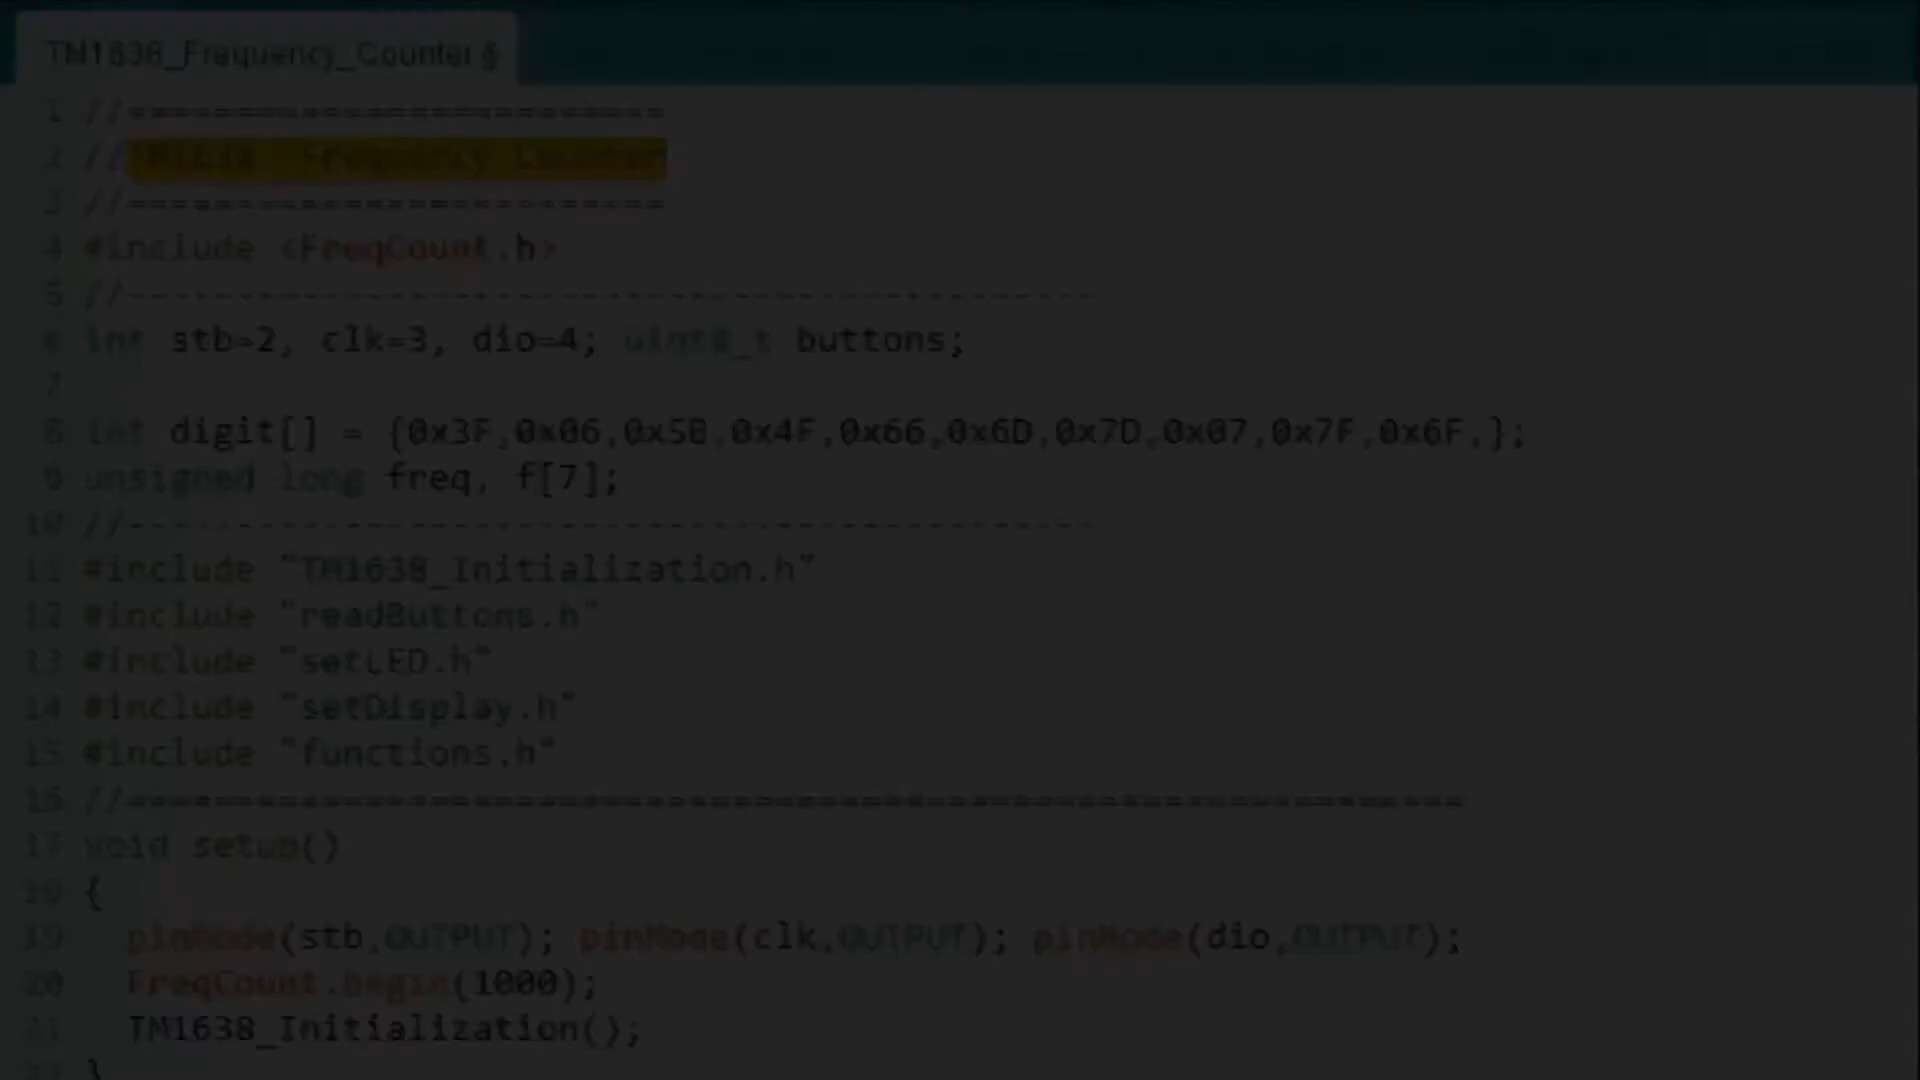 TM1638_Frequency_Counter §
1 //=========================
2 //TM1638 Frequency Counter
3 //=========================
4 #include <FreqCount.h>
5 //---------------------------------------------
6 int stb=2, clk=3, dio=4; uint8_t buttons;
7
8 int digit[] = {0x3F,0x06,0x5B,0x4F,0x66,0x6D,0x7D,0x07,0x7F,0x6F,};
9 unsigned long freq, f[7];
10 //---------------------------------------------
11 #include "TM1638_Initialization.h"
12 #include "readButtons.h"
13 #include "setLED.h"
14 #include "setDisplay.h"
15 #include "functions.h"
16 //==============================================================
17 void setup()
18 {
19 pinMode(stb,OUTPUT); pinMode(clk,OUTPUT); pinMode(dio,OUTPUT);
20 FreqCount.begin(1000);
21 TM1638_Initialization();
22 }